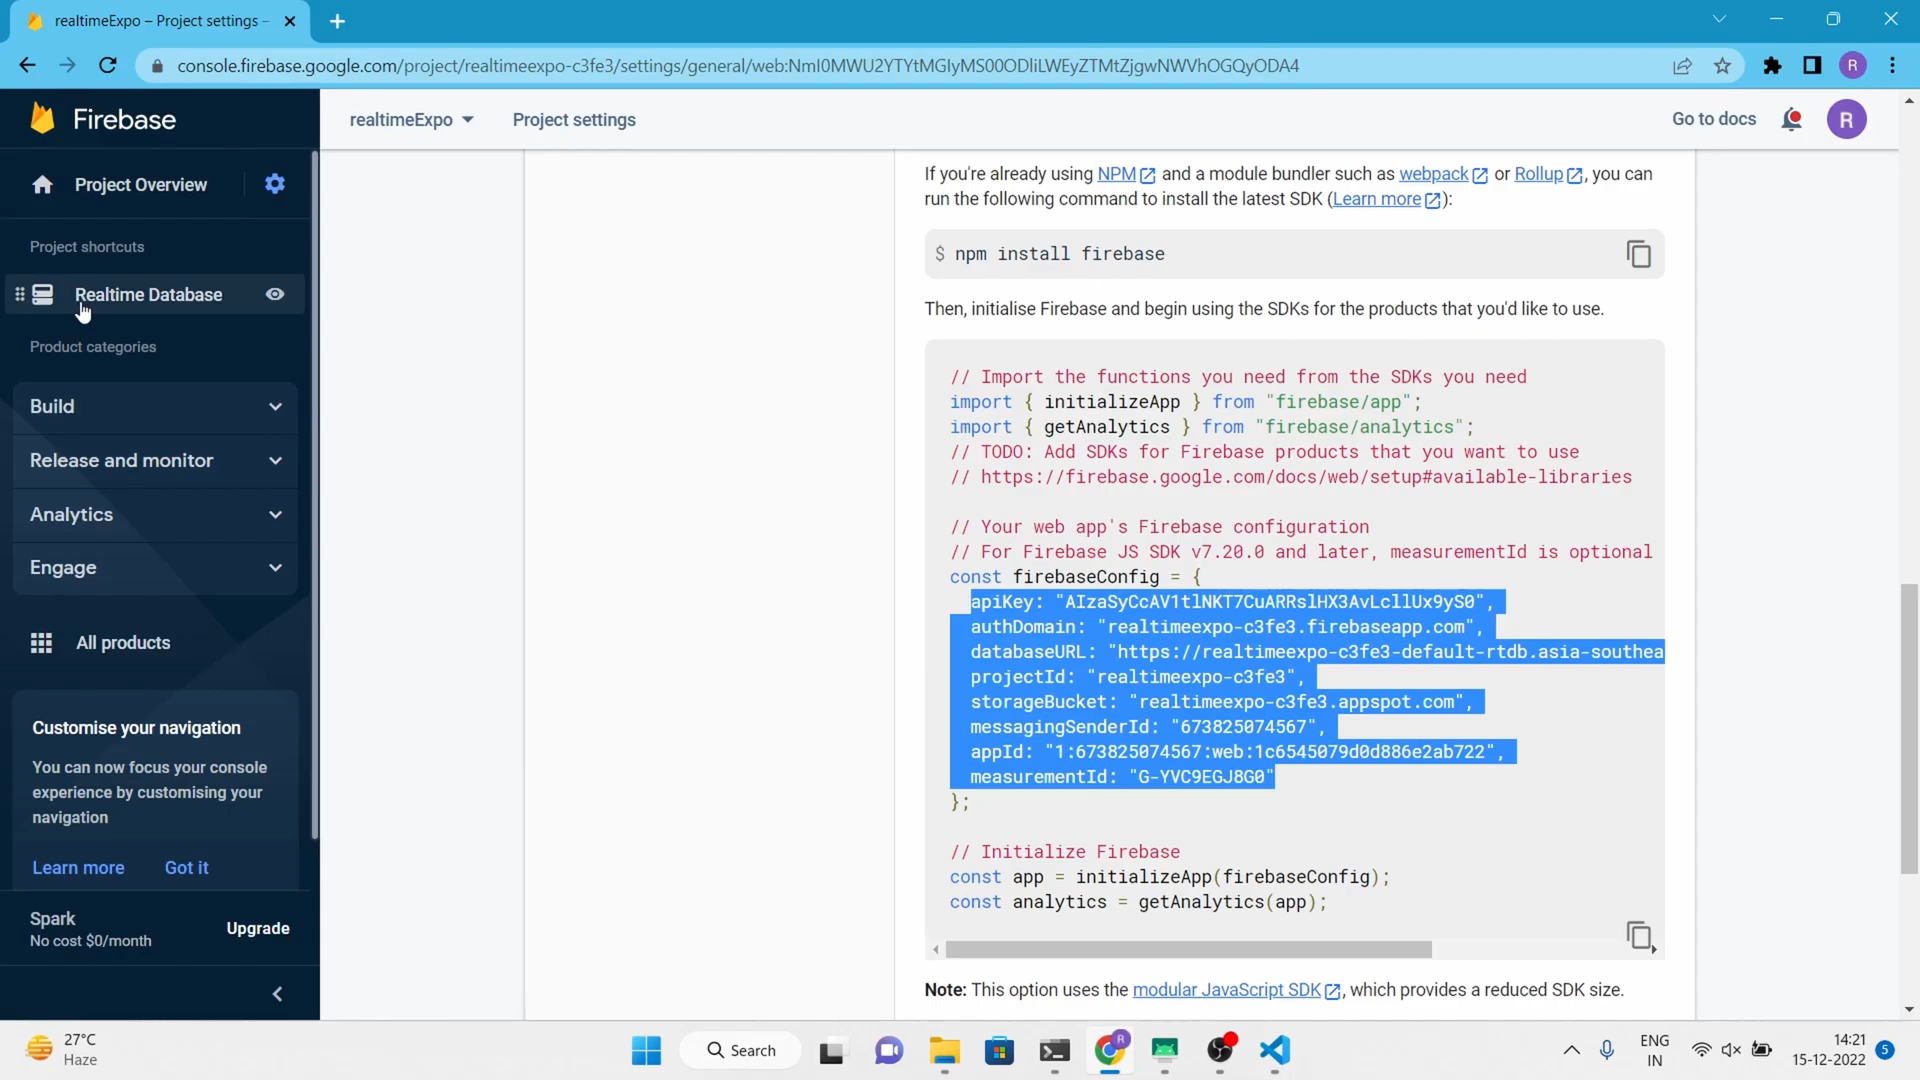 realtimeExpo – Project settings –
console.firebase.google.com/project/realtimeexpo-c3fe3/settings/general/web:NmI0MWU2YTYtMGIyMS00ODliLWEyZTMtZjgwNWVhOGQyODA4
R
Firebase
realtimeExpo
Project settings
Go to docs
R
Project Overview
Project shortcuts
Realtime Database
Product categories
Build
Release and monitor
Analytics
Engage
All products
Customise your navigation
You can now focus your console
experience by customising your
navigation
Learn more
Got it
Spark
No cost $0/month
Upgrade
If you're already using NPM and a module bundler such as webpack or Rollup, you can
run the following command to install the latest SDK (Learn more):
$ npm install firebase
Then, initialise Firebase and begin using the SDKs for the products that you'd like to use.
// Import the functions you need from the SDKs you need
import { initializeApp } from "firebase/app";
import { getAnalytics } from "firebase/analytics";
// TODO: Add SDKs for Firebase products that you want to use
// https://firebase.google.com/docs/web/setup#available-libraries
// Your web app's Firebase configuration
// For Firebase JS SDK v7.20.0 and later, measurementId is optional
const firebaseConfig = {
apiKey: "AIzaSyCcAV1tlNKT7CuARRslHX3AvLcllUx9yS0",
authDomain: "realtimeexpo-c3fe3.firebaseapp.com",
databaseURL: "https://realtimeexpo-c3fe3-default-rtdb.asia-southea
projectId: "realtimeexpo-c3fe3",
storageBucket: "realtimeexpo-c3fe3.appspot.com",
messagingSenderId: "673825074567",
appId: "1:673825074567:web:1c6545079d0d886e2ab722",
measurementId: "G-YVC9EGJ8G0"
};
// Initialize Firebase
const app = initializeApp(firebaseConfig);
const analytics = getAnalytics(app);
Note: This option uses the modular JavaScript SDK, which provides a reduced SDK size.
27°C
Haze
Search
R
ENG
IN
14:21
15-12-2022
5